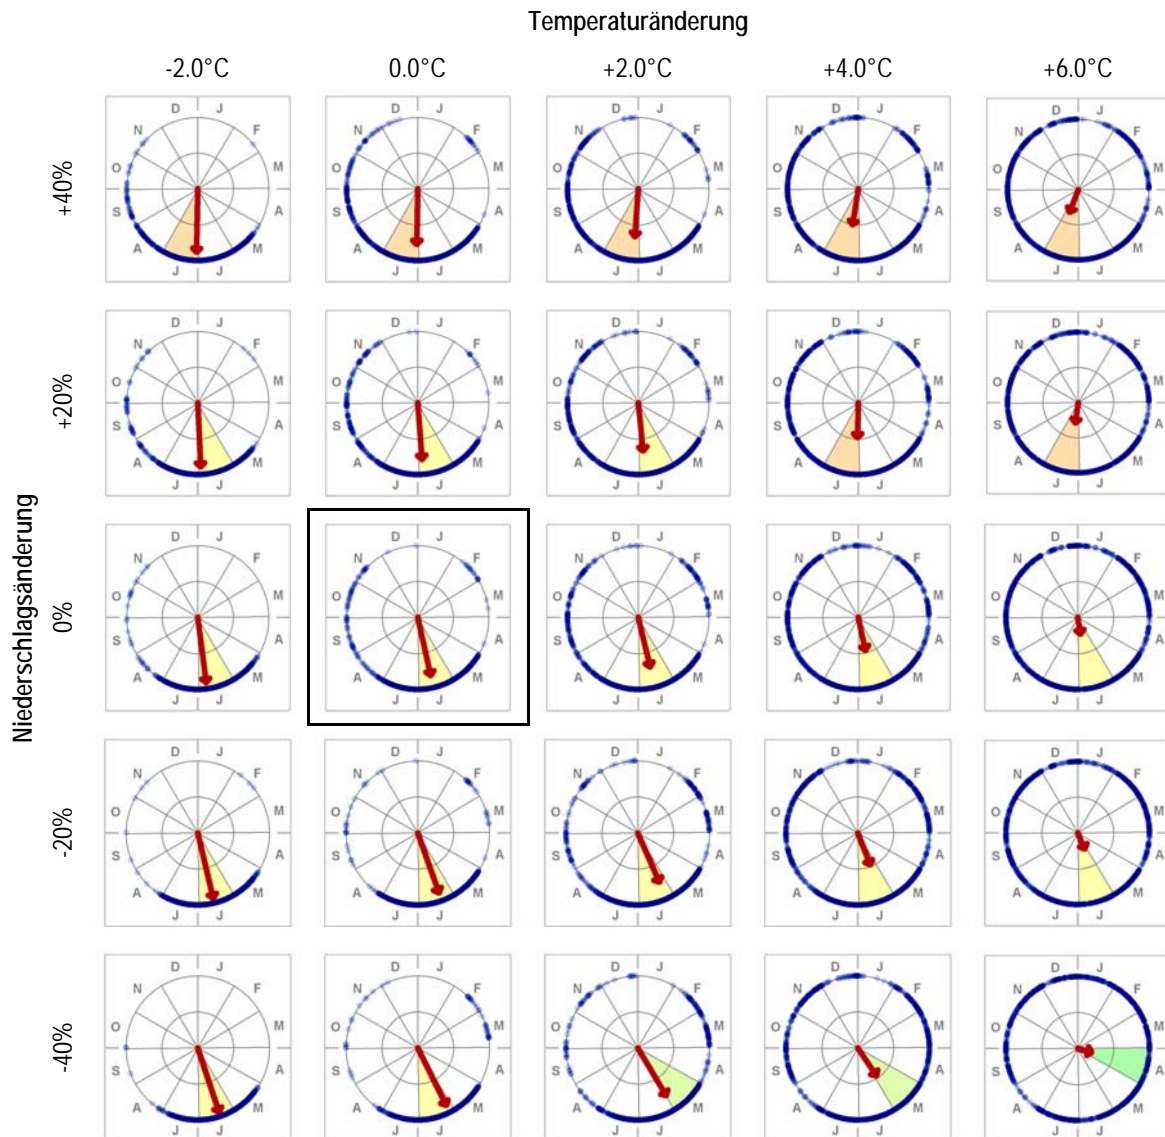 Temperaturänderung
-2.0°C 0.0°C +2.0°C +4.0°C +6.0°C
D J D J D J D J D J
N F N F N F N F N F
O M O M O M O M O M
+40%
S A S A S A S A S A
A M A M A M A M A M
J J J J J J J J J J
D J D J D J D J D J
N F N F N F N F N F
O M O M O M O M O M
+20%
S A S A S A S A S A
A M A M A M A M A M
J J J J J J J J J J
Niederschlagsänderung
D J D J D J D J D J
N F N F N F N F N F
O M O M O M O M O M
0%
S A S A S A S A S A
A M A M A M A M A M
J J J J J J J J J J
D J D J D J D J D J
N F N F N F N F N F
O M O M O M O M O M
-20%
S A S A S A S A S A
A M A M A M A M A M
J J J J J J J J J J
D J D J D J D J D J
N F N F N F N F N F
O M O M O M O M O M
-40%
S A S A S A S A S A
A M A M A M A M A M
J J J J J J J J J J